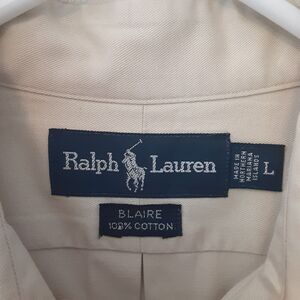 Ralph Lauren
MADE IN
NORTHERN
MARIANA
ISLANDS
L
BLAIRE
100% COTTON